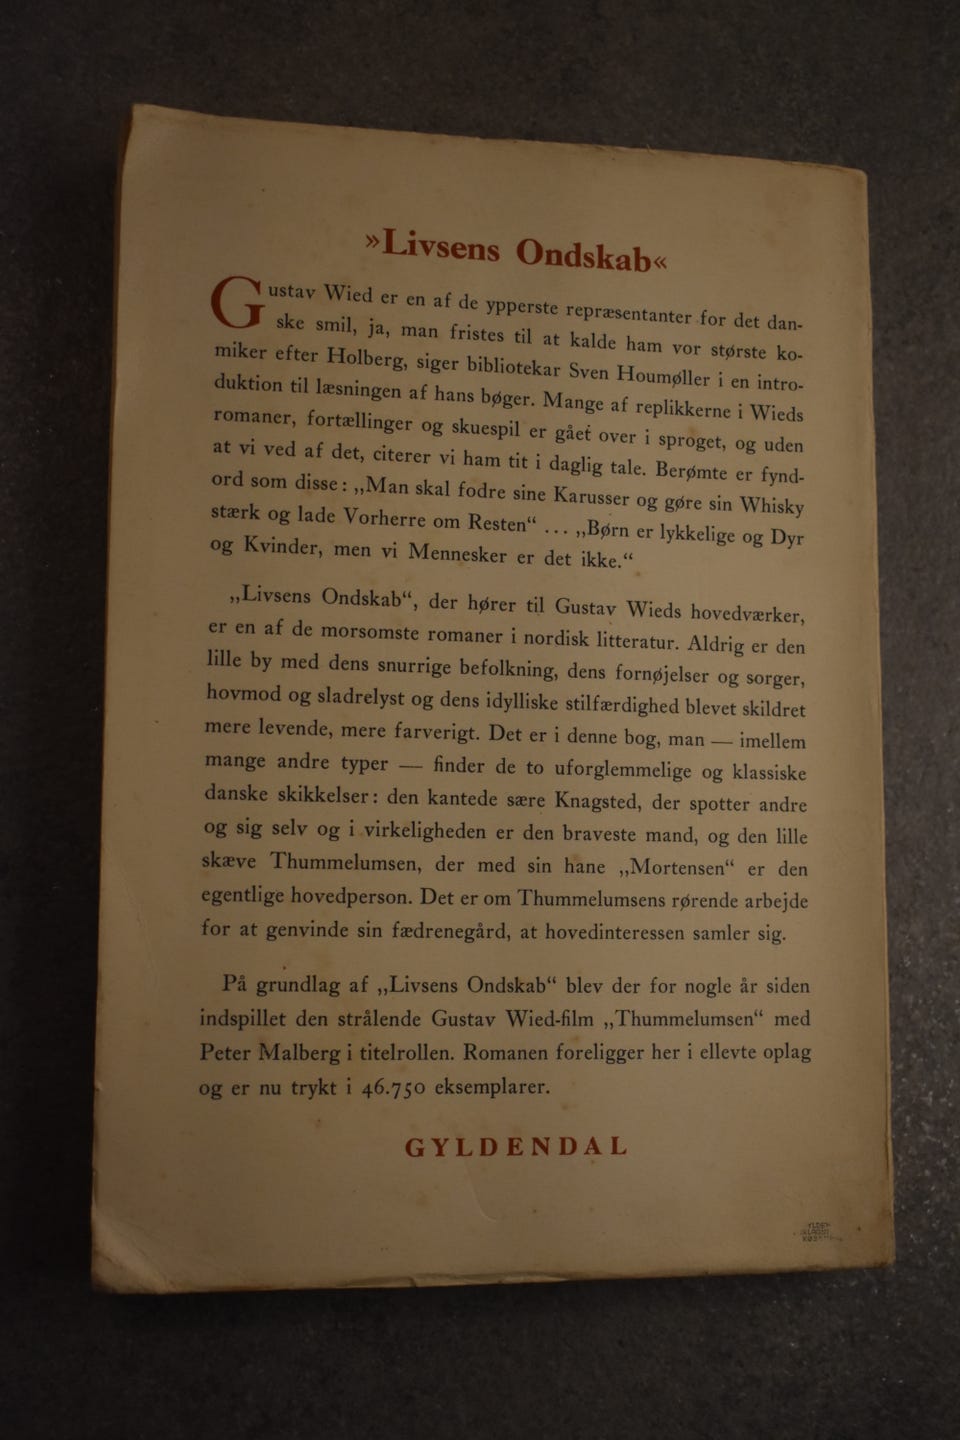 »Livsens Ondskab«
Gustav Wied er en af de ypperste repræsentanter for det dan-
ske smil, ja, man fristes til at kalde ham vor største ko-
miker efter Holberg, siger bibliotekar Sven Houmøller i en intro-
duktion til læsningen af hans bøger. Mange af replikkerne i Wieds
romaner, fortællinger og skuespil er gået over i sproget, og uden
at vi ved af det, citerer vi ham tit i daglig tale. Berømte er fynd-
ord som disse: „Man skal fodre sine Karusser og gøre sin Whisky
stærk og lade Vorherre om Resten“ ... „Børn er lykkelige og Dyr
og Kvinder, men vi Mennesker er det ikke.“
„Livsens Ondskab“, der hører til Gustav Wieds hovedværker,
er en af de morsomste romaner i nordisk litteratur. Aldrig er den
lille by med dens snurrige befolkning, dens fornøjelser og sorger,
hovmod og sladrelyst og dens idylliske stilfærdighed blevet skildret
mere levende, mere farverigt. Det er i denne bog, man — imellem
mange andre typer — finder de to uforglemmelige og klassiske
danske skikkelser: den kantede sære Knagsted, der spotter andre
og sig selv og i virkeligheden er den braveste mand, og den lille
skæve Thummelumsen, der med sin hane „Mortensen“ er den
egentlige hovedperson. Det er om Thummelumsens rørende arbejde
for at genvinde sin fædrenegård, at hovedinteressen samler sig.
På grundlag af „Livsens Ondskab“ blev der for nogle år siden
indspillet den strålende Gustav Wied-film „Thummelumsen“ med
Peter Malberg i titelrollen. Romanen foreligger her i ellevte oplag
og er nu trykt i 46.750 eksemplarer.
GYLDENDAL